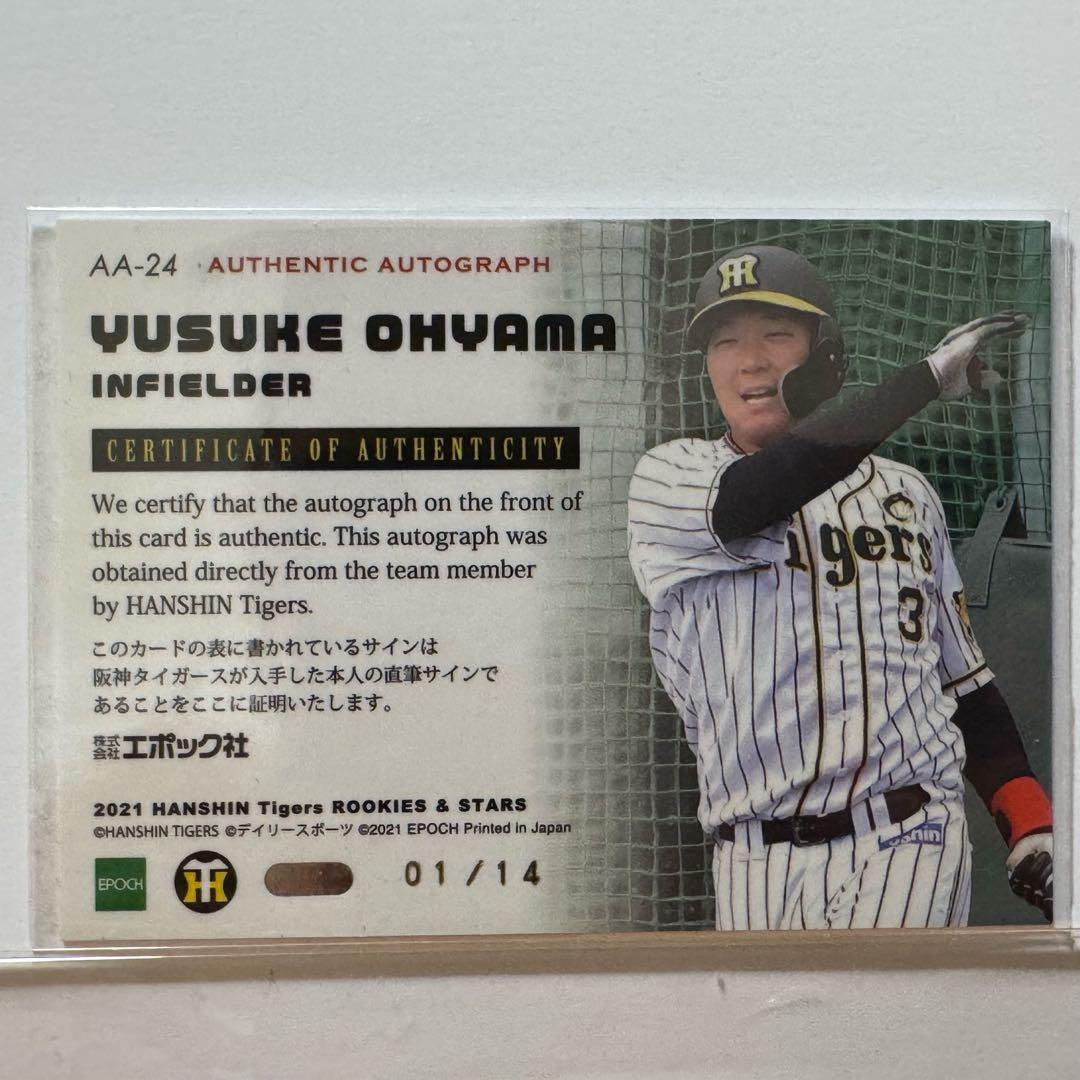 AA-24 AUTHENTIC AUTOGRAPH
YUSUKE OHYAMA
INFIELDER
CERTIFICATE OF AUTHENTICITY
We certify that the autograph on the front of
this card is authentic. This autograph was
obtained directly from the team member
by HANSHIN Tigers.
このカードの表に書かれているサインは
阪神タイガースが入手した本人の直筆サインで
あることをここに証明いたします。
株式会社エポック社
2021 HANSHIN Tigers ROOKIES & STARS
©HANSHIN TIGERS ©デイリースポーツ ©2021 EPOCH Printed in Japan
EPOCH HT 01/14
HT
igers
3
shin